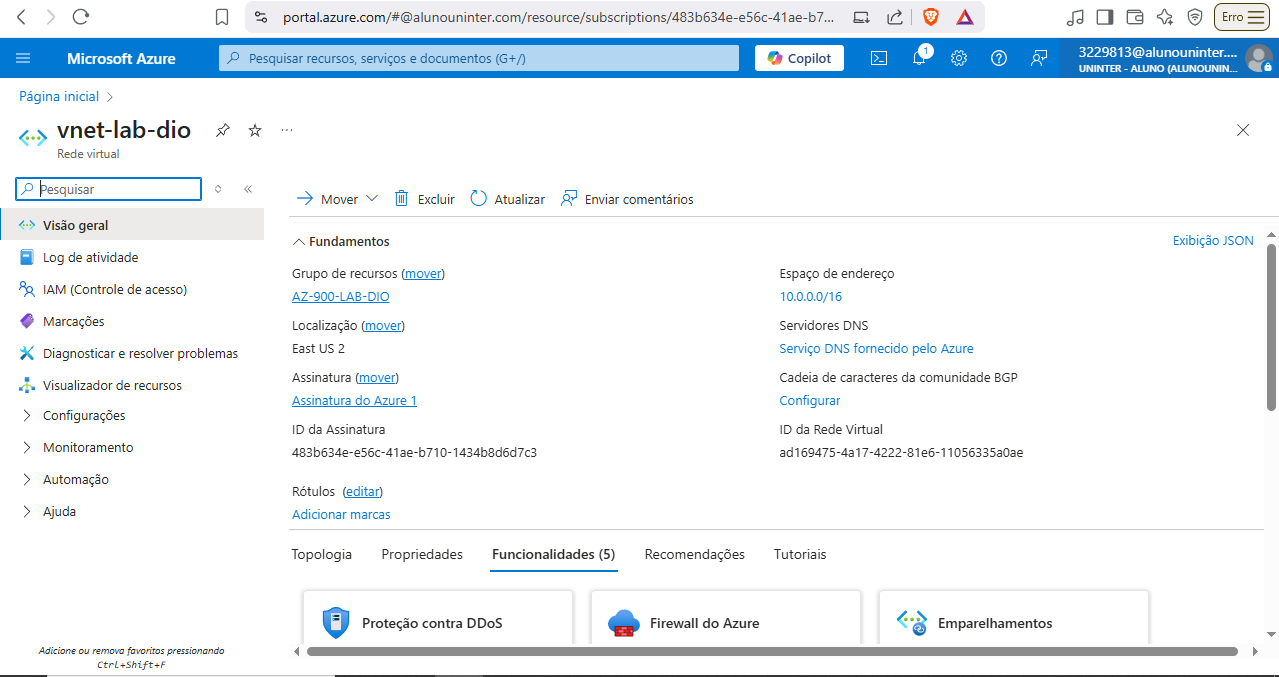 portal.azure.com/#@alunouninter.com/resource/subscriptions/483b634e-e56c-41ae-b7...
Erro
Microsoft Azure
Pesquisar recursos, serviços e documentos (G+/)
Copilot
1
3229813@alunouninter....
UNINTER - ALUNO (ALUNOUNIN...
Página inicial
vnet-lab-dio
Rede virtual
Pesquisar
Visão geral
Log de atividade
IAM (Controle de acesso)
Marcações
Diagnosticar e resolver problemas
Visualizador de recursos
Configurações
Monitoramento
Automação
Ajuda
Adicione ou remova favoritos pressionando
Ctrl+Shift+F
Mover
Excluir
Atualizar
Enviar comentários
Fundamentos
Exibição JSON
Grupo de recursos (mover)
AZ-900-LAB-DIO
Localização (mover)
East US 2
Assinatura (mover)
Assinatura do Azure 1
ID da Assinatura
483b634e-e56c-41ae-b710-1434b8d6d7c3
Espaço de endereço
10.0.0.0/16
Servidores DNS
Serviço DNS fornecido pelo Azure
Cadeia de caracteres da comunidade BGP
Configurar
ID da Rede Virtual
ad169475-4a17-4222-81e6-11056335a0ae
Rótulos (editar)
Adicionar marcas
Topologia
Propriedades
Funcionalidades (5)
Recomendações
Tutoriais
Proteção contra DDoS
Firewall do Azure
Emparelhamentos